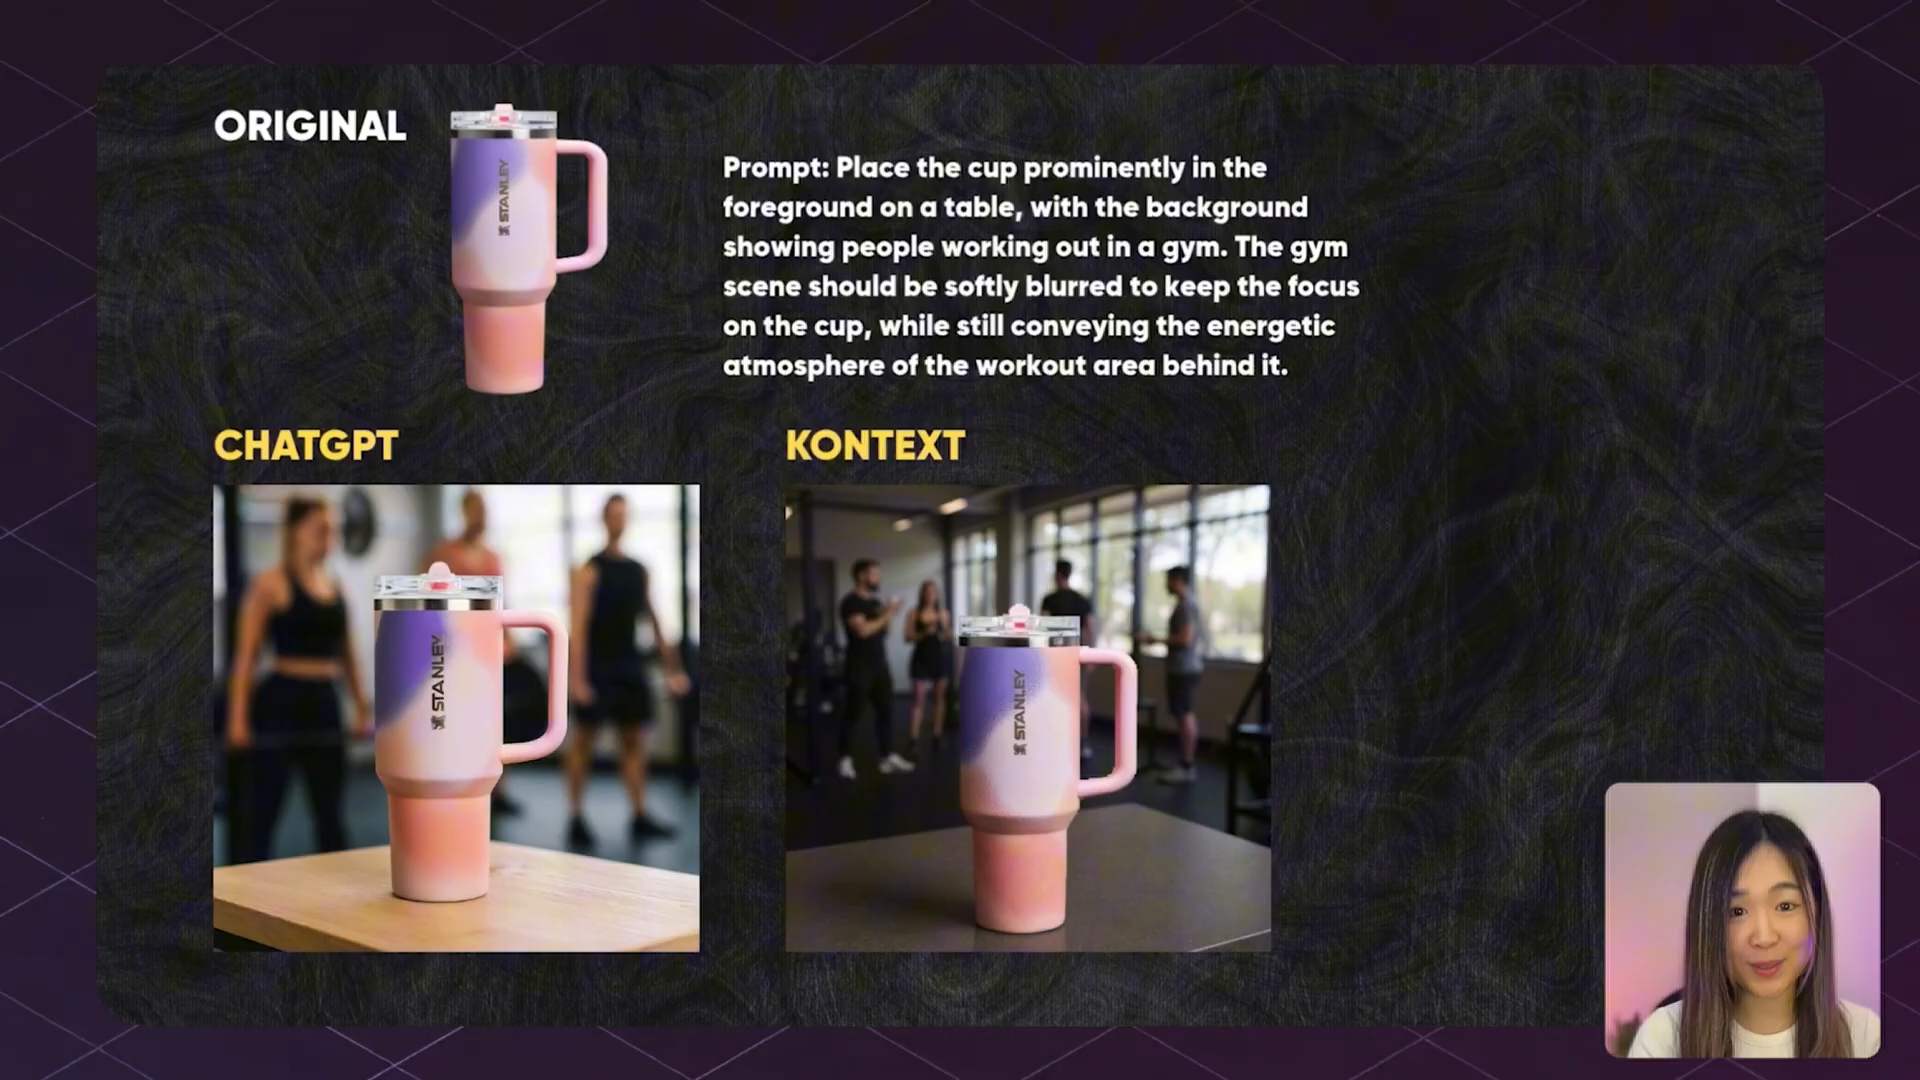 ORIGINAL
STANLEY
Prompt: Place the cup prominently in the
foreground on a table, with the background
showing people working out in a gym. The gym
scene should be softly blurred to keep the focus
on the cup, while still conveying the energetic
atmosphere of the workout area behind it.
CHATGPT
STANLEY
KONTEXT
STANLEY